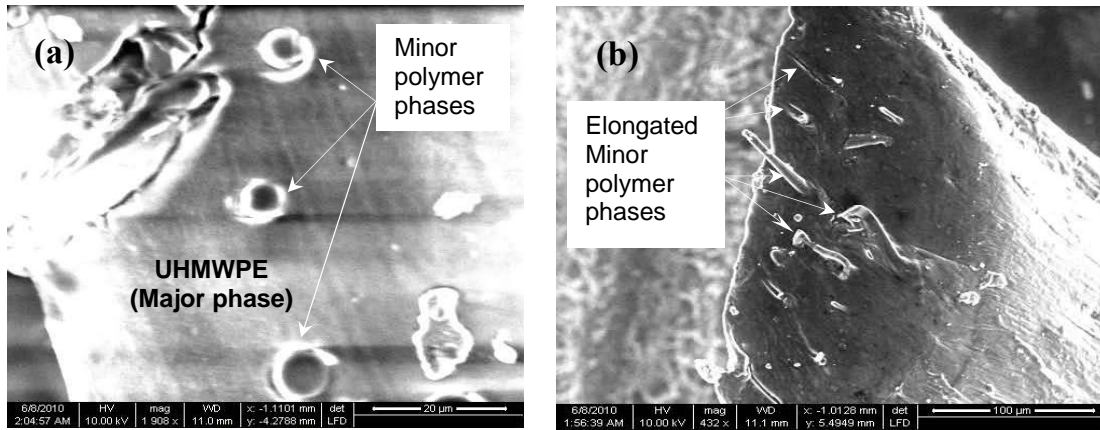 (a)
Minor
polymer
phases
UHMWPE
(Major phase)
6/8/2010 HV mag WD x: -1.1101 mm det
2:04:57 AM 10.00 kV 1 908 x 11.0 mm y: -4.2788 mm LFD 20 µm
(b)
Elongated
Minor
polymer
phases
6/8/2010 HV mag WD x: -1.0128 mm det
1:56:39 AM 10.00 kV 432 x 11.1 mm y: 5.4949 mm LFD 100 µm